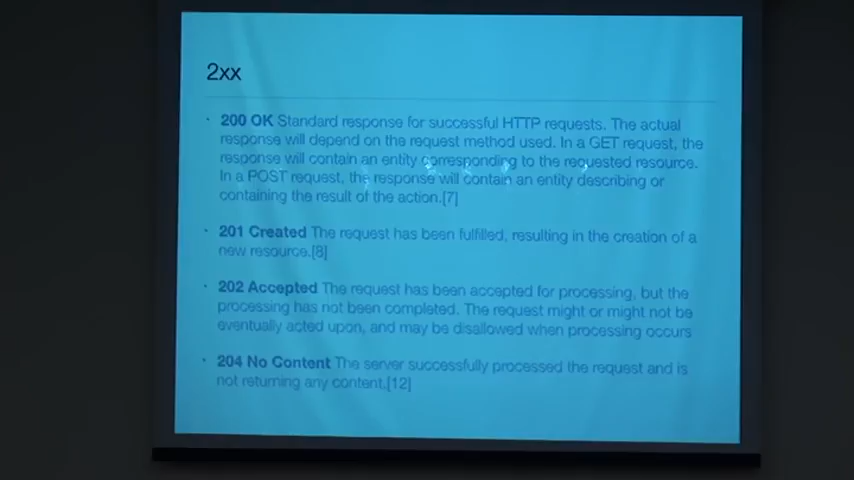 2xx
· 200 OK Standard response for successful HTTP requests. The actual
response will depend on the request method used. In a GET request, the
response will contain an entity corresponding to the requested resource.
In a POST request, the response will contain an entity describing or
containing the result of the action.[7]
· 201 Created The request has been fulfilled, resulting in the creation of a
new resource.[8]
· 202 Accepted The request has been accepted for processing, but the
processing has not been completed. The request might or might not be
eventually acted upon, and may be disallowed when processing occurs
· 204 No Content The server successfully processed the request and is
not returning any content.[12]